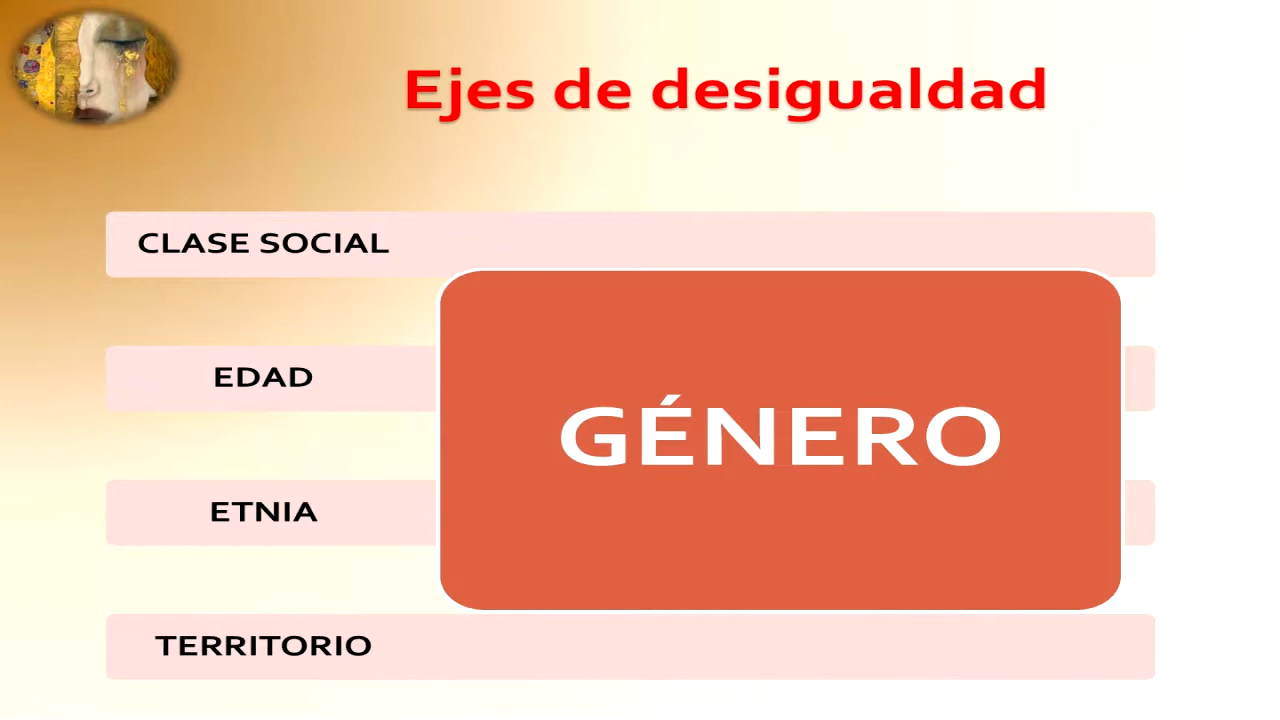 Ejes de desigualdad
CLASE SOCIAL
EDAD
GÉNERO
ETNIA
TERRITORIO